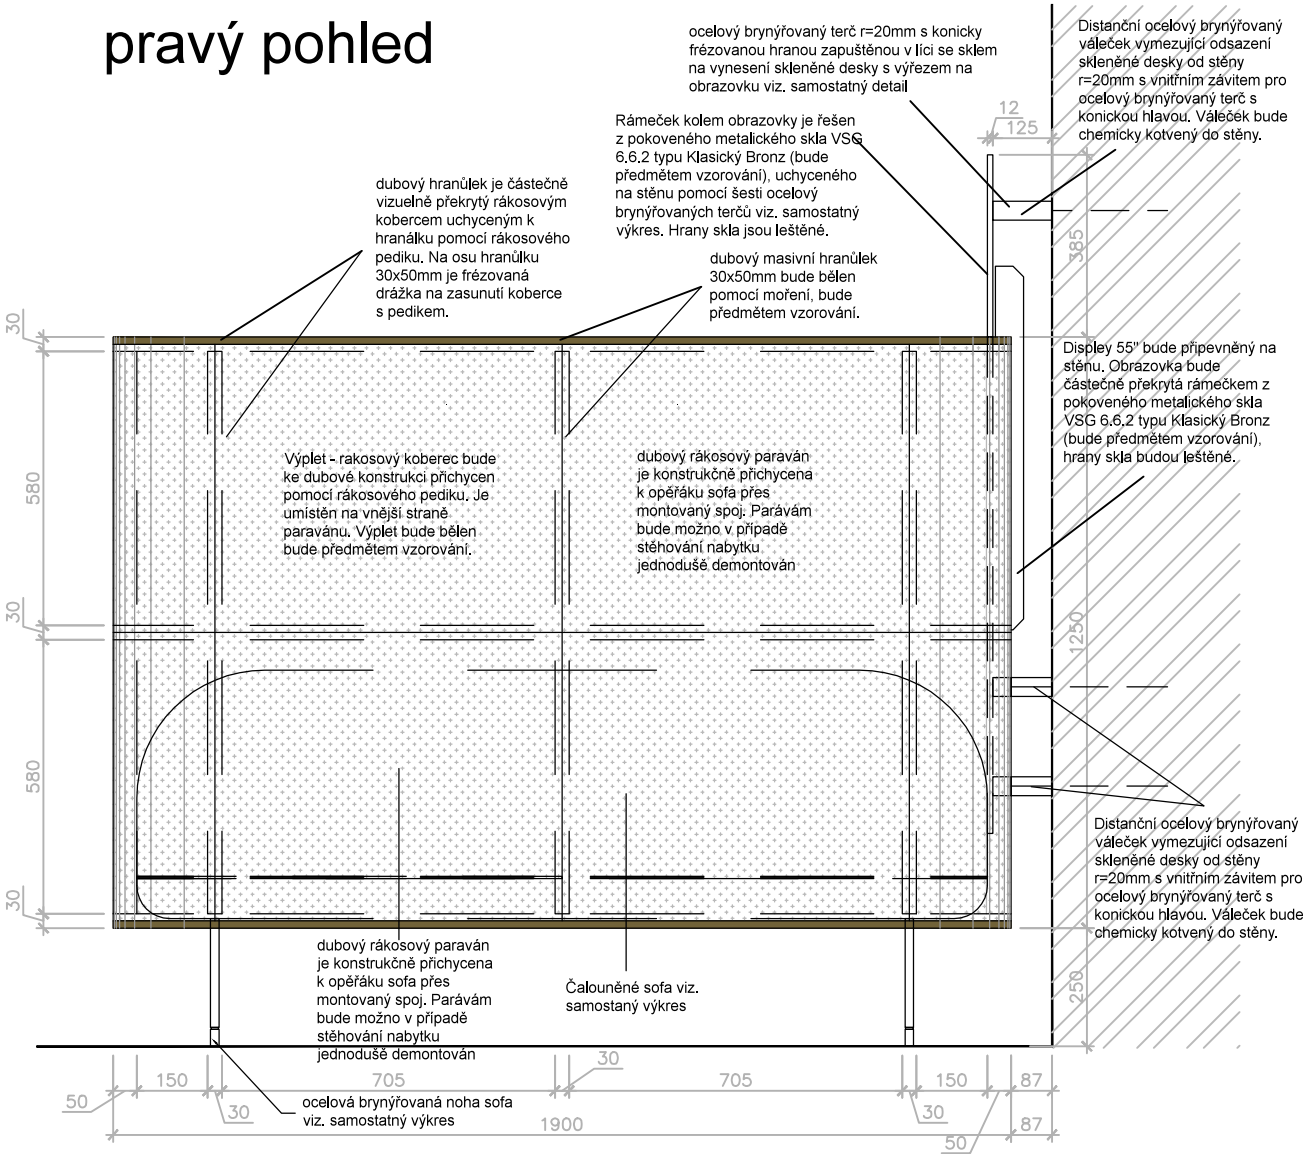 pravý pohled
ocelový brynýřovaný terč r=20mm s konicky
frézovanou hranou zapuštěnou v líci se sklem
na vynesení skleněné desky s výřezem na
obrazovku viz. samostatný detail
Distanční ocelový brynýřovaný
váleček vymezující odsazení
skleněné desky od stěny
r=20mm s vnitřním závitem pro
ocelový brynýřovaný terč s
konickou hlavou. Váleček bude
chemicky kotvený do stěny.
12
125
Rámeček kolem obrazovky je řešen
z pokoveného metalického skla VSG
6.6.2 typu Klasický Bronz (bude
předmětem vzorování), uchyceného
na stěnu pomocí šesti ocelový
brynýřovaných terčů viz. samostatný
výkres. Hrany skla jsou leštěné.
dubový hranůlek je částečně
vizuelně překrytý rákosovým
kobercem uchyceným k
hranálku pomocí rákosového
pediku. Na osu hranůlku
30x50mm je frézovaná
drážka na zasunutí koberce
s pedikem.
dubový masivní hranůlek
30x50mm bude bělen
pomocí moření, bude
předmětem vzorování.
385
30
Displey 55" bude připevněný na
stěnu. Obrazovka bude
částečně překrytá rámečkem z
pokoveného metalického skla
VSG 6.6.2 typu Klasický Bronz
(bude předmětem vzorování),
hrany skla budou leštěné.
Výplet - rakosový koberec bude
ke dubové konstrukci přichycen
pomocí rákosového pediku. Je
umistěn na vnější straně
paravánu. Výplet bude bělen
bude předmětem vzorování.
dubový rákosový paraván
je konstrukčně přichycena
k opěřáku sofa přes
montovaný spoj. Parávám
bude možno v případě
stěhování nabytku
jednodušě demontován
580
30
1250
580
30
Distanční ocelový brynýřovaný
váleček vymezující odsazení
skleněné desky od stěny
r=20mm s vnitřním závitem pro
ocelový brynýřovaný terč s
konickou hlavou. Váleček bude
chemicky kotvený do stěny.
dubový rákosový paraván
je konstrukčně přichycena
k opěřáku sofa přes
montovaný spoj. Parávám
bude možno v případě
stěhování nabytku
jednodušě demontován
Čalouněné sofa viz.
samostaný výkres
250
150
705
30
705
150
87
50
30
ocelová brynýřovaná noha sofa
viz. samostatný výkres
30
1900
87
50